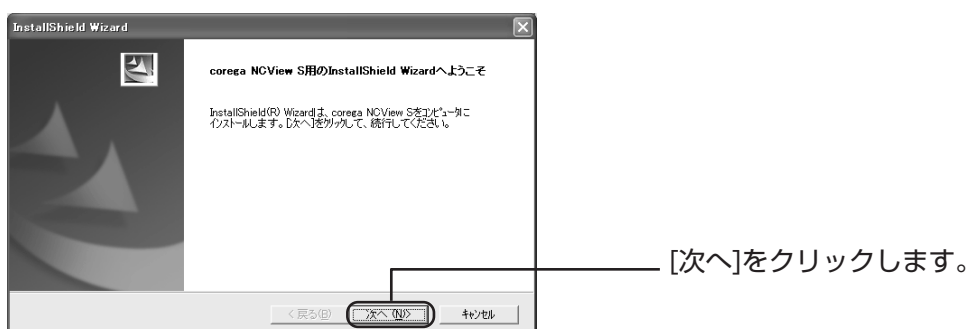 InstallShield Wizard
corega NCView S用のInstallShield Wizardへようこそ
InstallShield(R) Wizardは、corega NCView Sをコンピュータに
インストールします。[次へ]をクリックして、続行してください。
[次へ]をクリックします。
< 戻る(B)
次へ (N)>
キャンセル